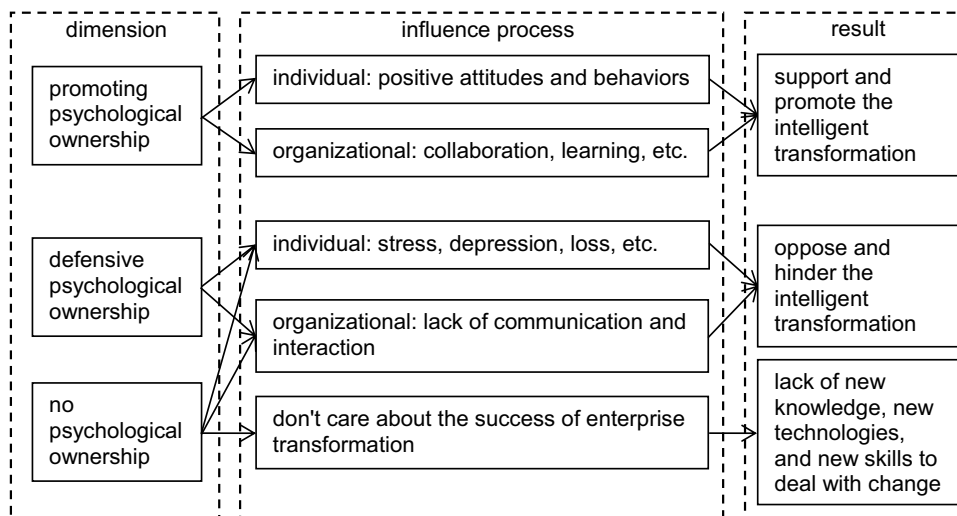 dimension
influence process
result
promoting
psychological
ownership
individual: positive attitudes and behaviors
organizational: collaboration, learning, etc.
support and
promote the
intelligent
transformation
defensive
psychological
ownership
individual: stress, depression, loss, etc.
organizational: lack of communication and
interaction
oppose and
hinder the
intelligent
transformation
no
psychological
ownership
don't care about the success of enterprise
transformation
lack of new
knowledge, new
technologies,
and new skills to
deal with change